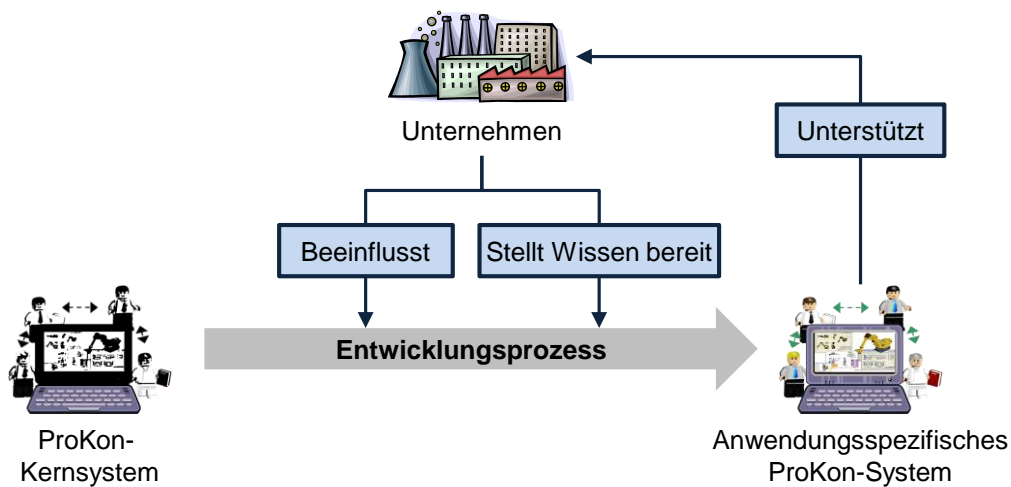 Unternehmen
Unterstützt
Beeinflusst
Stellt Wissen bereit
Entwicklungsprozess
ProKon-
Kernsystem
Anwendungsspezifisches
ProKon-System